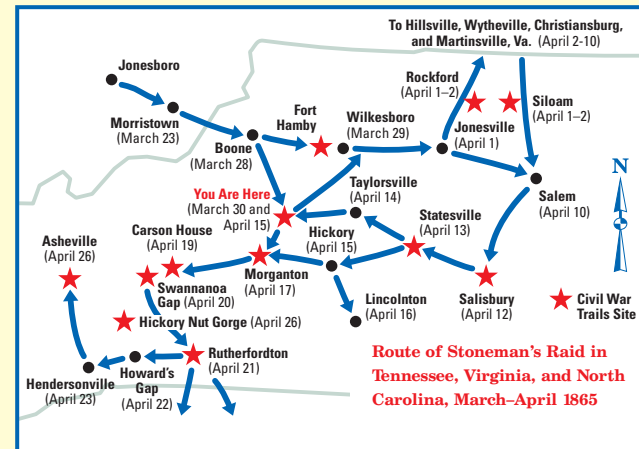 To Hillsville, Wytheville, Christiansburg,
and Martinsville, Va. (April 2-10)
Jonesboro
Morristown
(March 23)
Boone
(March 28)
Fort
Hamby
Wilkesboro
(March 29)
Rockford
(April 1–2)
Siloam
(April 1–2)
Jonesville
(April 1)
N
Salem
(April 10)
You Are Here
(March 30 and
April 15)
Taylorsville
(April 14)
Statesville
(April 13)
Hickory
(April 15)
Carson House
(April 19)
Asheville
(April 26)
Swannanoa
Gap (April 20)
Morganton
(April 17)
Lincolnton
(April 16)
Salisbury
(April 12)
Civil War
Trails Site
Hickory Nut Gorge (April 26)
Rutherfordton
(April 21)
Howard's
Gap
(April 22)
Hendersonville
(April 23)
Route of Stoneman's Raid in
Tennessee, Virginia, and North
Carolina, March–April 1865